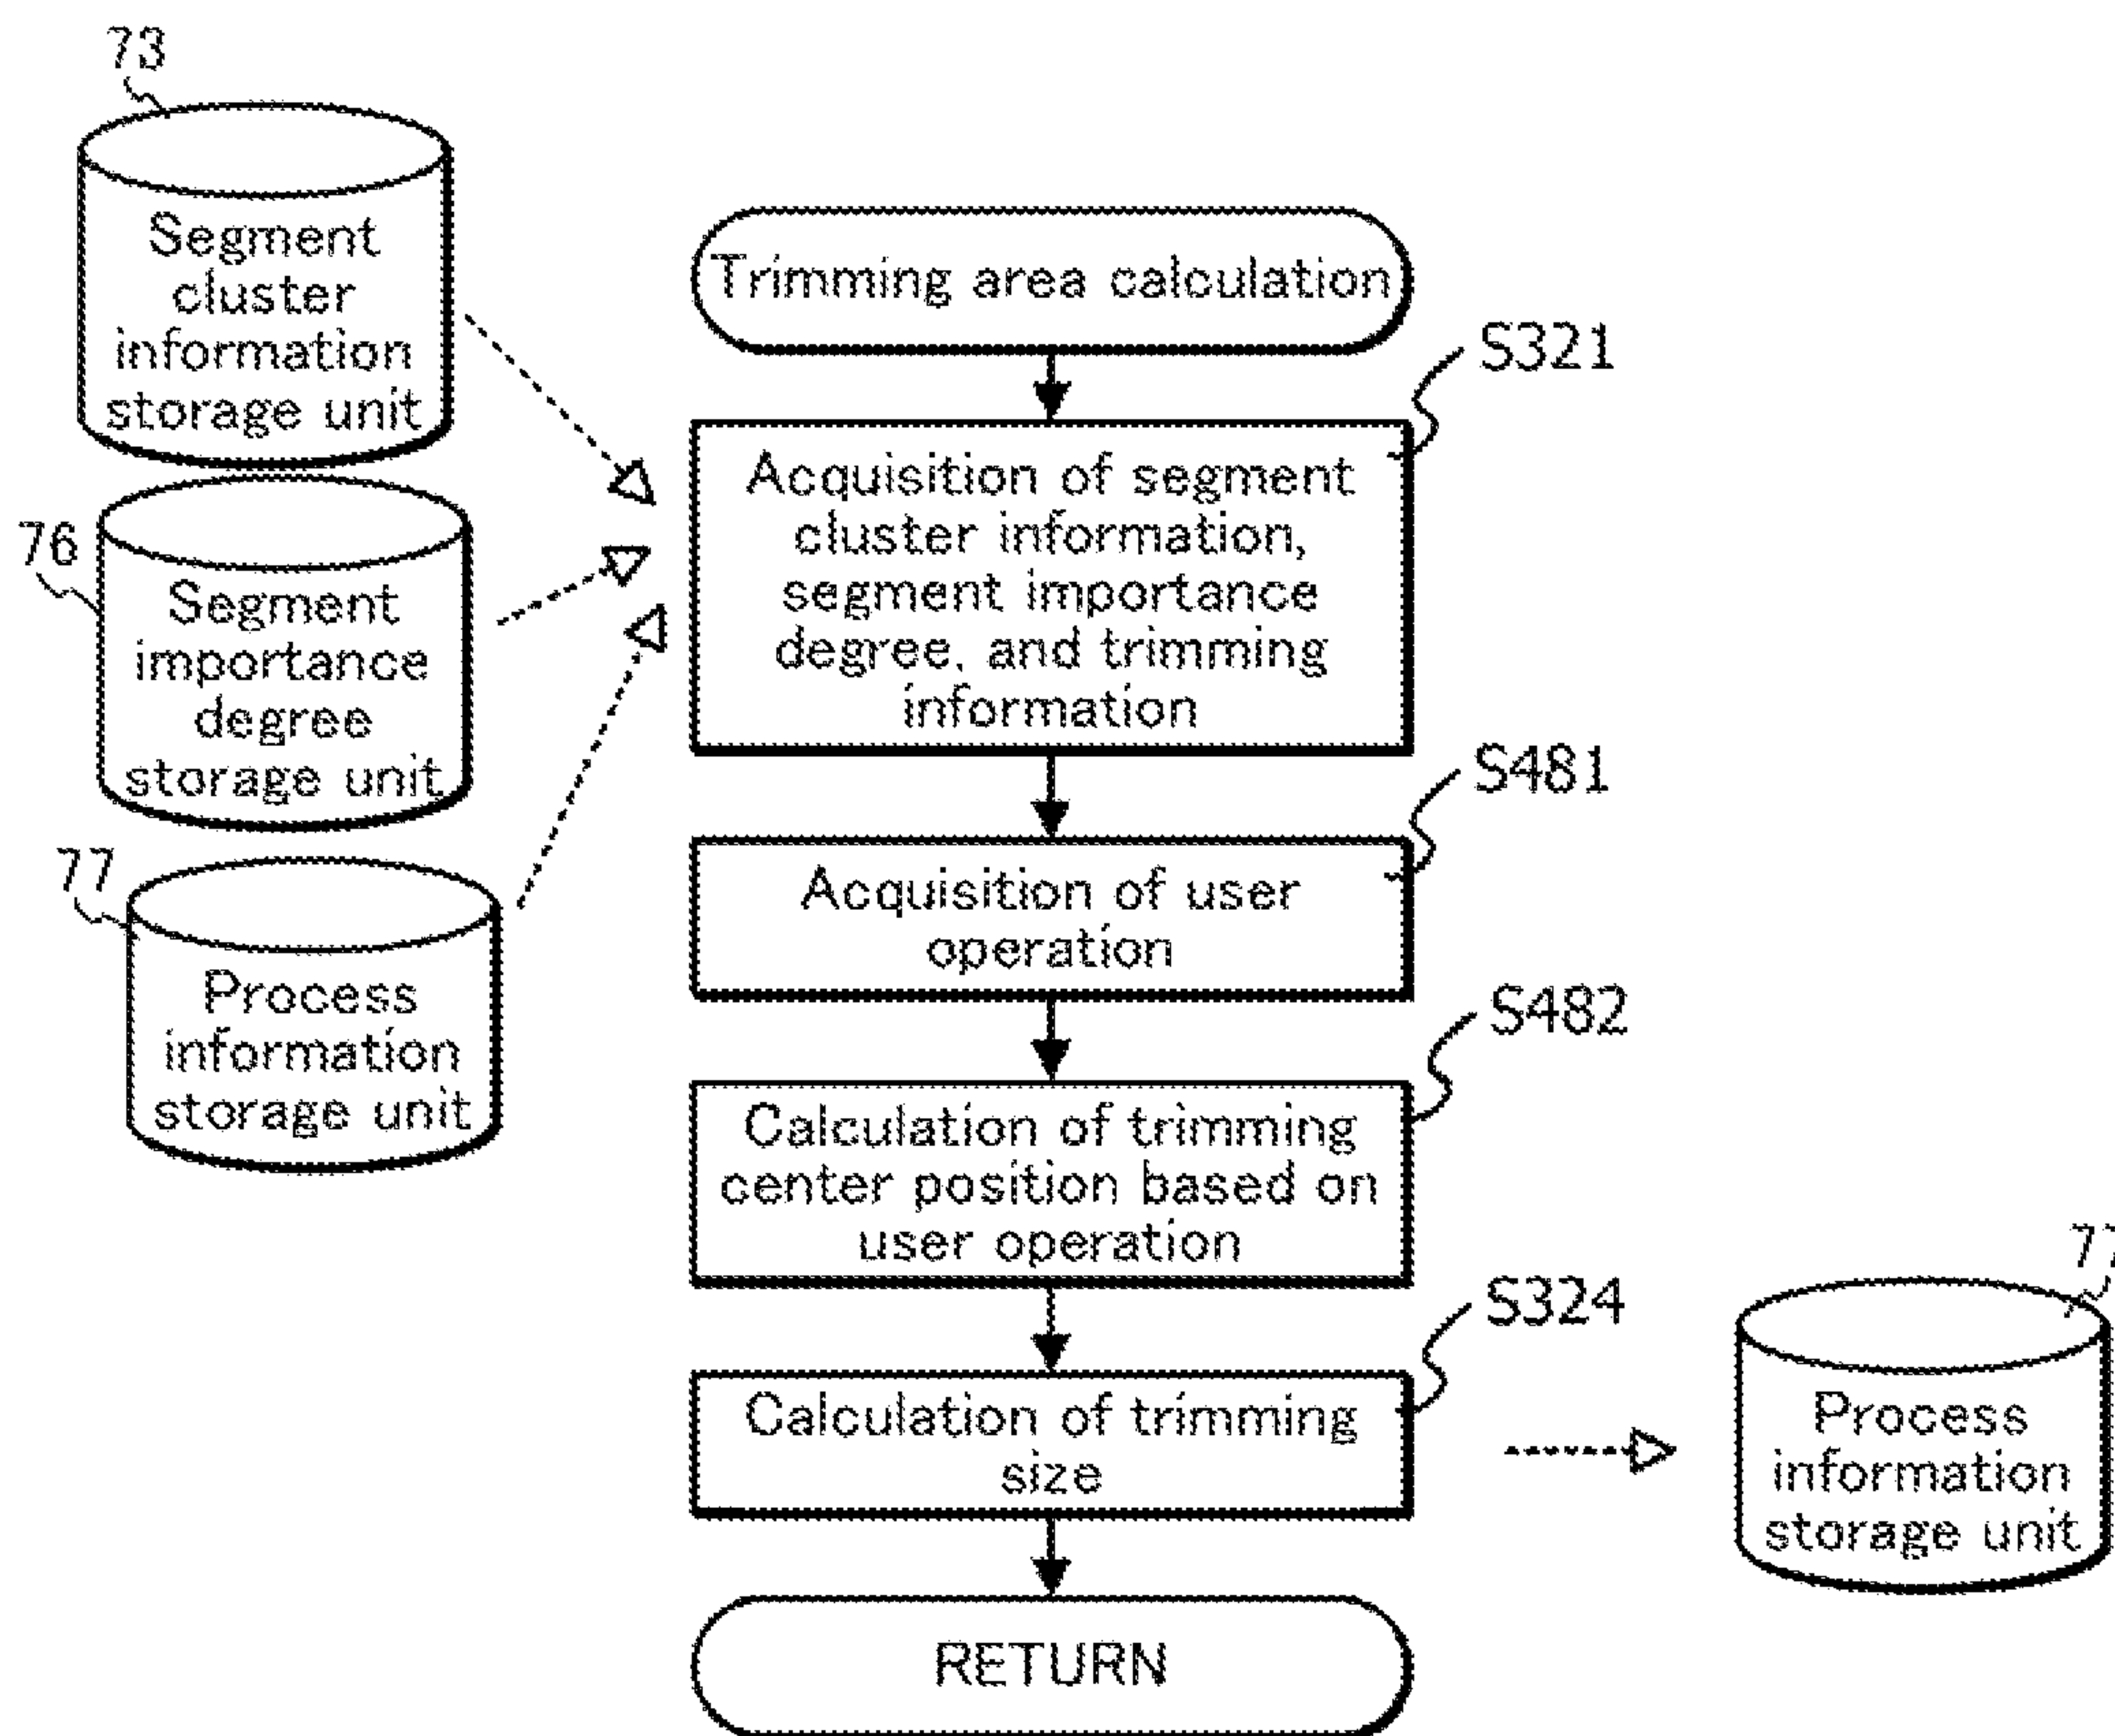 73
Segment
cluster
information
storage unit
76
Segment
importance
degree
storage unit
77
Process
information
storage unit
Trimming area calculation
S321
Acquisition of segment
cluster information,
segment importance
degree, and trimming
information
S481
Acquisition of user
operation
S482
Calculation of trimming
center position based on
user operation
S324
Calculation of trimming
size
77
Process
information
storage unit
RETURN